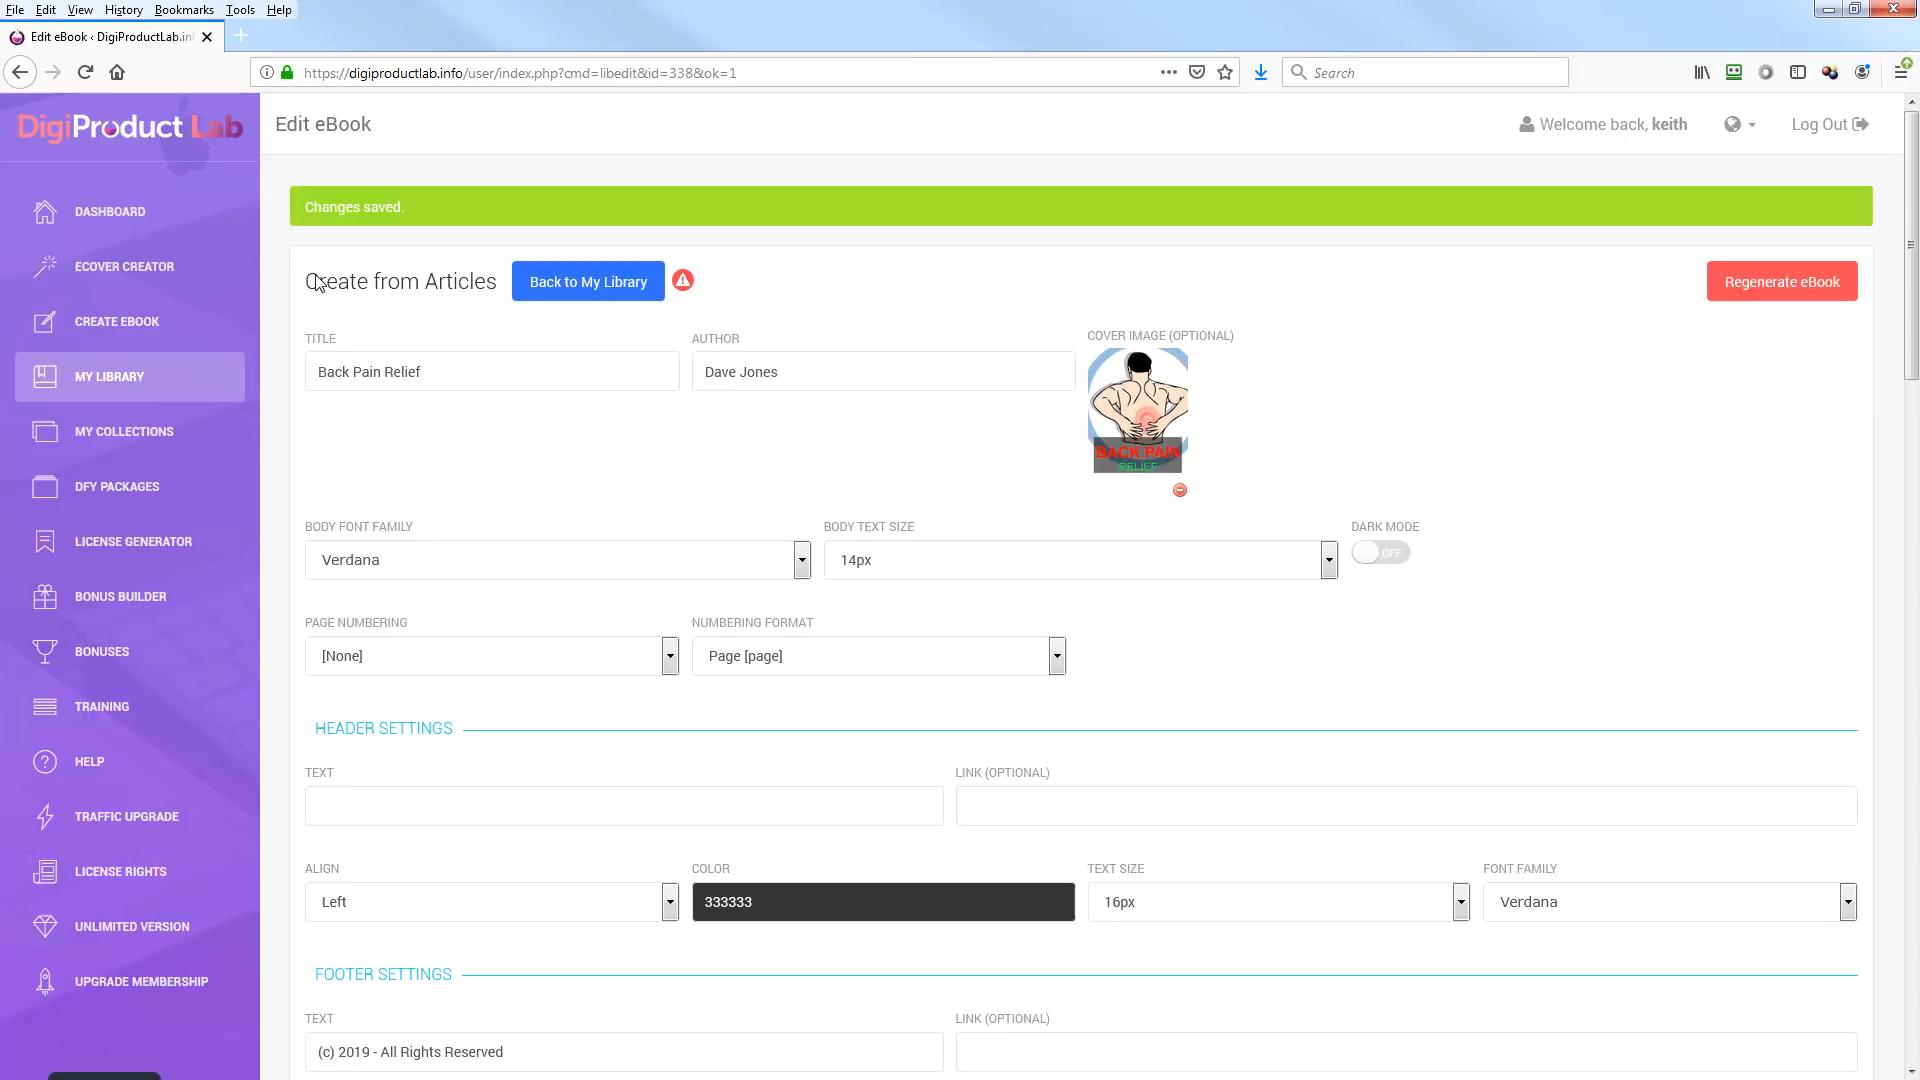 File Edit View History Bookmarks Tools Help
Edit eBook ‹ DigiProductLab.in
https://digiproductlab.info/user/index.php?cmd=libedit&id=338&ok=1
Search
DigiProduct Lab
Edit eBook
Welcome back, keith
Log Out
DASHBOARD
ECOVER CREATOR
CREATE EBOOK
MY LIBRARY
MY COLLECTIONS
DFY PACKAGES
LICENSE GENERATOR
BONUS BUILDER
BONUSES
TRAINING
HELP
TRAFFIC UPGRADE
LICENSE RIGHTS
UNLIMITED VERSION
UPGRADE MEMBERSHIP
Changes saved.
Create from Articles
Back to My Library
Regenerate eBook
TITLE
AUTHOR
COVER IMAGE (OPTIONAL)
Back Pain Relief
Dave Jones
BACK PAIN
RELIEF
BODY FONT FAMILY
BODY TEXT SIZE
DARK MODE
Verdana
14px
OFF
PAGE NUMBERING
NUMBERING FORMAT
[None]
Page [page]
HEADER SETTINGS
TEXT
LINK (OPTIONAL)
ALIGN
COLOR
TEXT SIZE
FONT FAMILY
Left
333333
16px
Verdana
FOOTER SETTINGS
TEXT
LINK (OPTIONAL)
(c) 2019 - All Rights Reserved